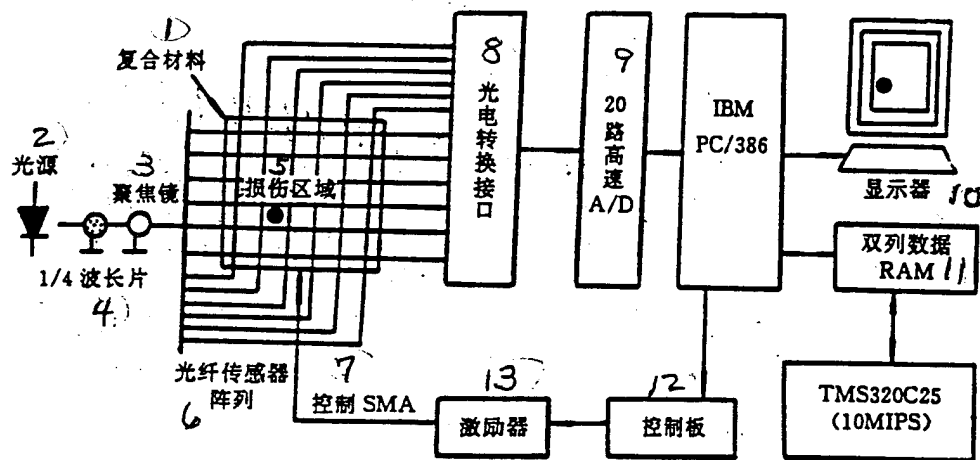 1
复合材料
2
光源
3
聚焦镜
1/4 波长片
4
5
损伤区域
光纤传感器
阵列
6
7
控制 SMA
8
光电转换接口
9
20
路高速
A/D
IBM
PC/386
显示器 10
双列数据
RAM 11
TMS320C25
(10MIPS)
12
控制板
13
激励器